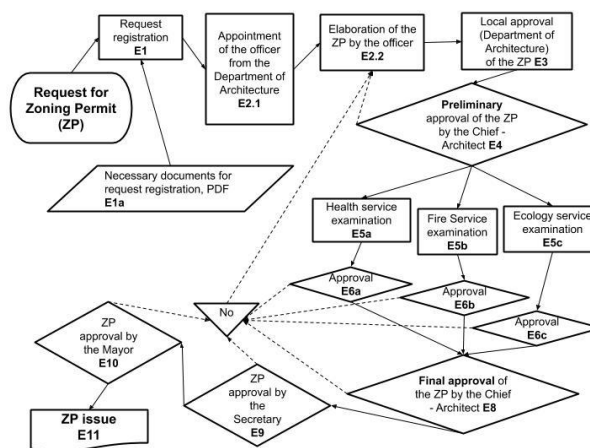 Request
registration
E1
Appointment
of the officer
from the
Department of
Architecture
E2.1
Elaboration of the
ZP by the officer
E2.2
Local approval
(Department of
Architecture)
of the ZP E3
Request for
Zoning Permit
(ZP)
Preliminary
approval of the ZP
by the Chief -
Architect E4
Necessary documents for
request registration, PDF
E1a
Health service
examination
E5a
Fire Service
examination
E5b
Ecology service
examination
E5c
Approval
E6a
Approval
E6b
Approval
E6c
No
ZP
approval by
the Mayor
E10
ZP
approval by
the
Secretary
E9
Final approval of
the ZP by the Chief
- Architect E8
ZP issue
E11